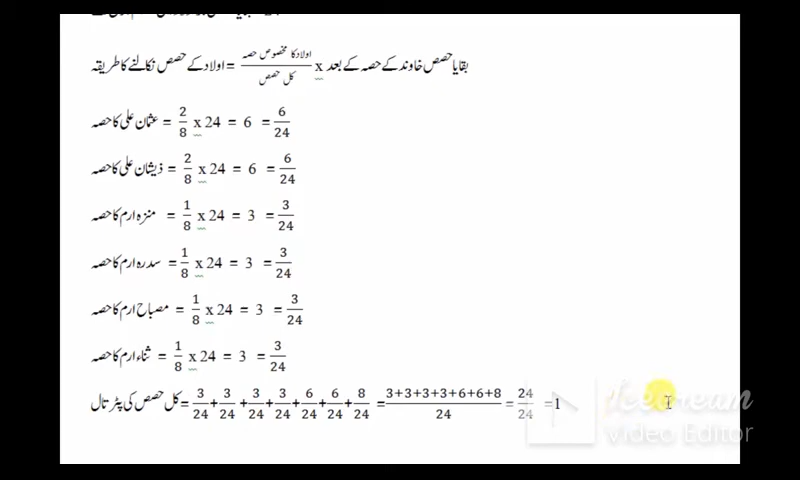 بقایا حصص خاوند کے حصہ کے بعد x اولاد کا مخصوص حصہ / کل حصص = اولاد کے حصص نکالنے کا طریقہ
عثمان علی کا حصہ = 2/8 x 24 = 6 = 6/24
ذیشان علی کا حصہ = 2/8 x 24 = 6 = 6/24
منزہ ارم کا حصہ = 1/8 x 24 = 3 = 3/24
سدرہ ارم کا حصہ = 1/8 x 24 = 3 = 3/24
مصباح ارم کا حصہ = 1/8 x 24 = 3 = 3/24
ثناء ارم کا حصہ = 1/8 x 24 = 3 = 3/24
کل حصص کی پڑتال = 3/24 + 3/24 + 3/24 + 3/24 + 6/24 + 6/24 + 8/24 = 3+3+3+3+6+6+8/24 = 24/24 = 1
Icecream
Video Editor